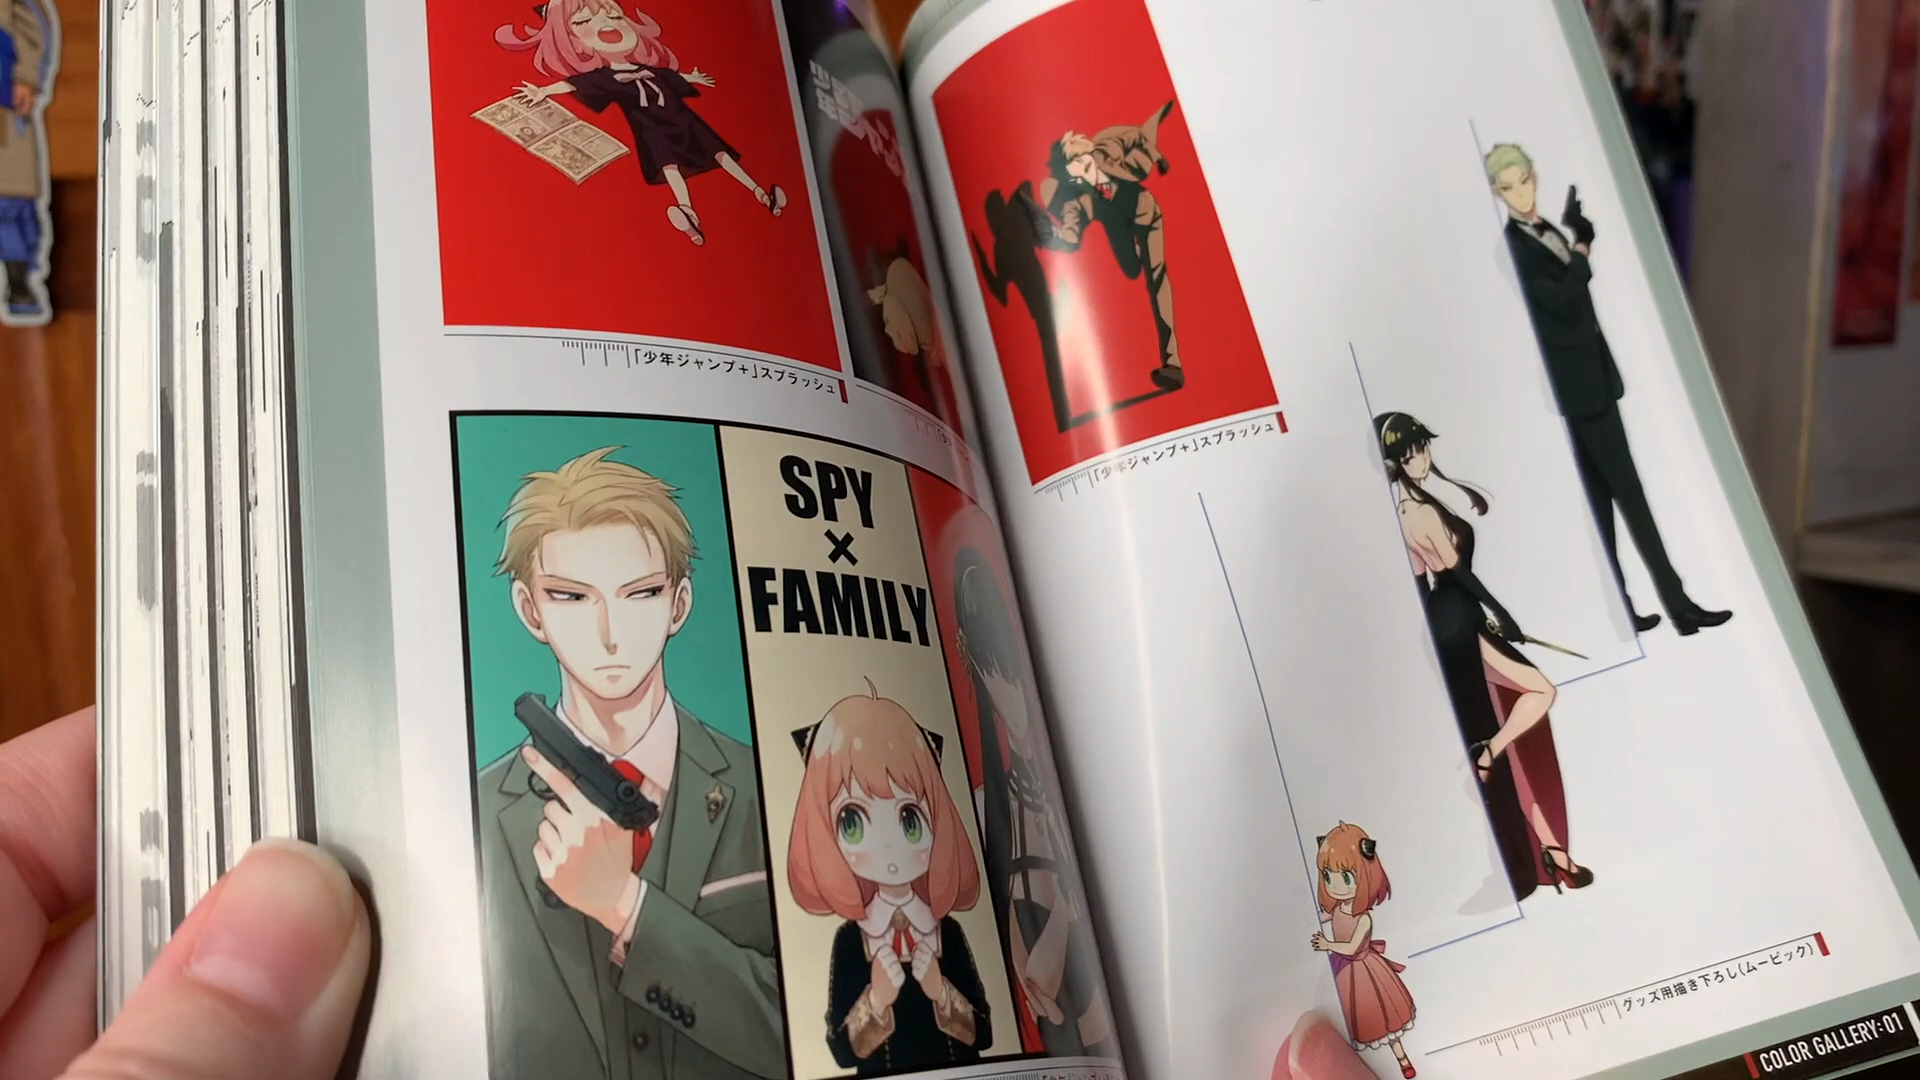 「少年ジャンプ+」スプラッシュ
SPY
×
FAMILY
「少年ジャンプ+」スプラッシュ
グッズ用描き下ろし(ムービック)
COLOR GALLERY:01